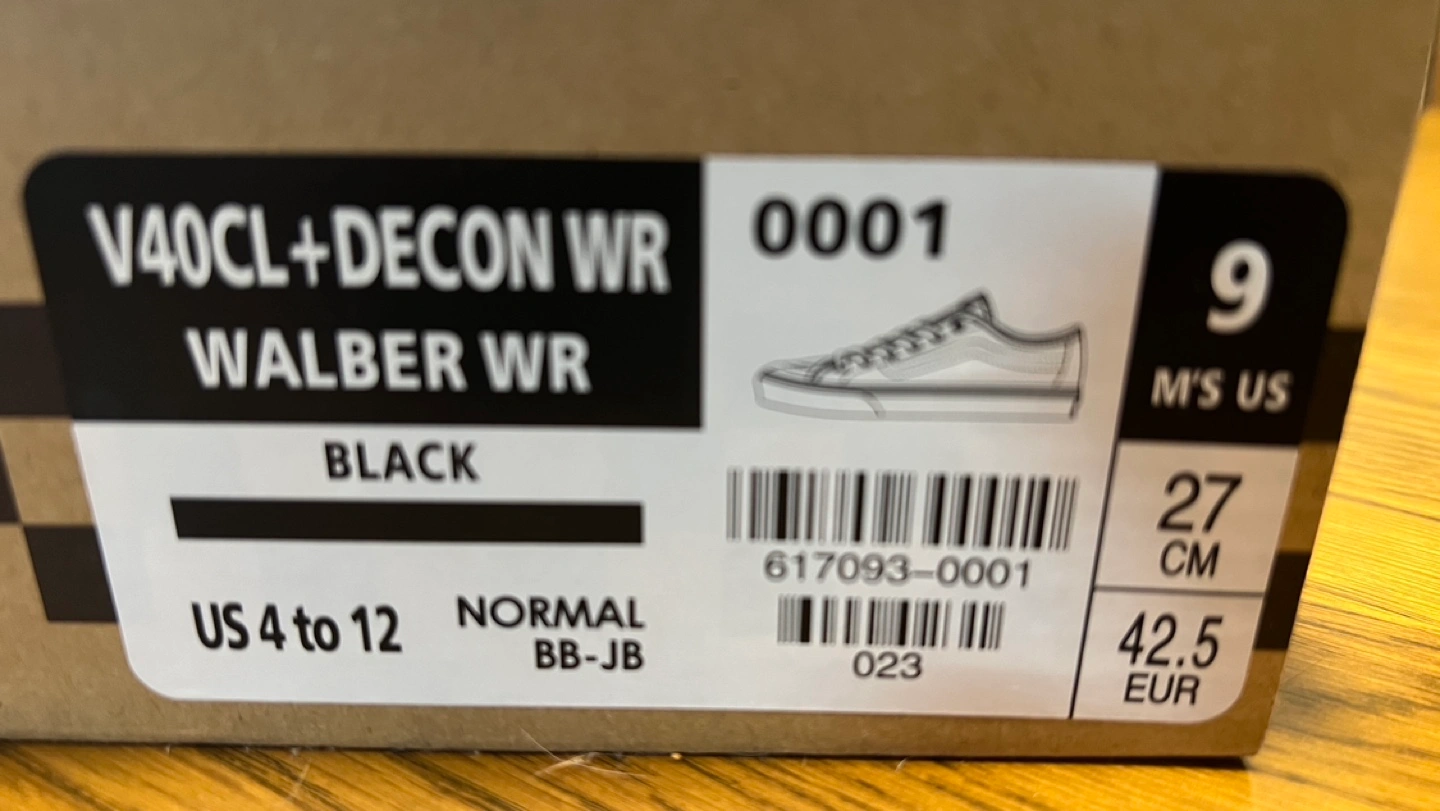 V40CL+DECON WR
WALBER WR
BLACK
US 4 to 12
NORMAL
BB-JB
0001
617093-0001
023
9
M'S US
27
CM
42.5
EUR